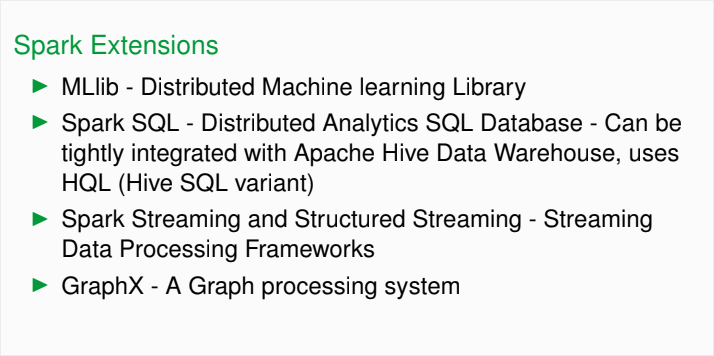 Spark Extensions
MLlib - Distributed Machine learning Library
Spark SQL - Distributed Analytics SQL Database - Can be
tightly integrated with Apache Hive Data Warehouse, uses
HQL (Hive SQL variant)
Spark Streaming and Structured Streaming - Streaming
Data Processing Frameworks
GraphX - A Graph processing system